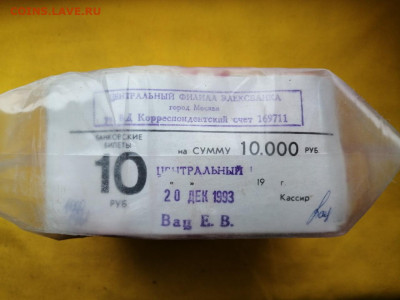 COINS.LAVE.RU
ЦЕНТРАЛЬНЫЙ ФИЛИАЛ
город Москва
Корреспондентский счет 169711
БАНКОВСКИЕ
БИЛЕТЫ
10
РУБ
НА СУММУ 10.000 РУБ
ЦЕНТРАЛЬНЫЙ
19 г
20 ДЕК 1993
Кассир
Вац Е. В.